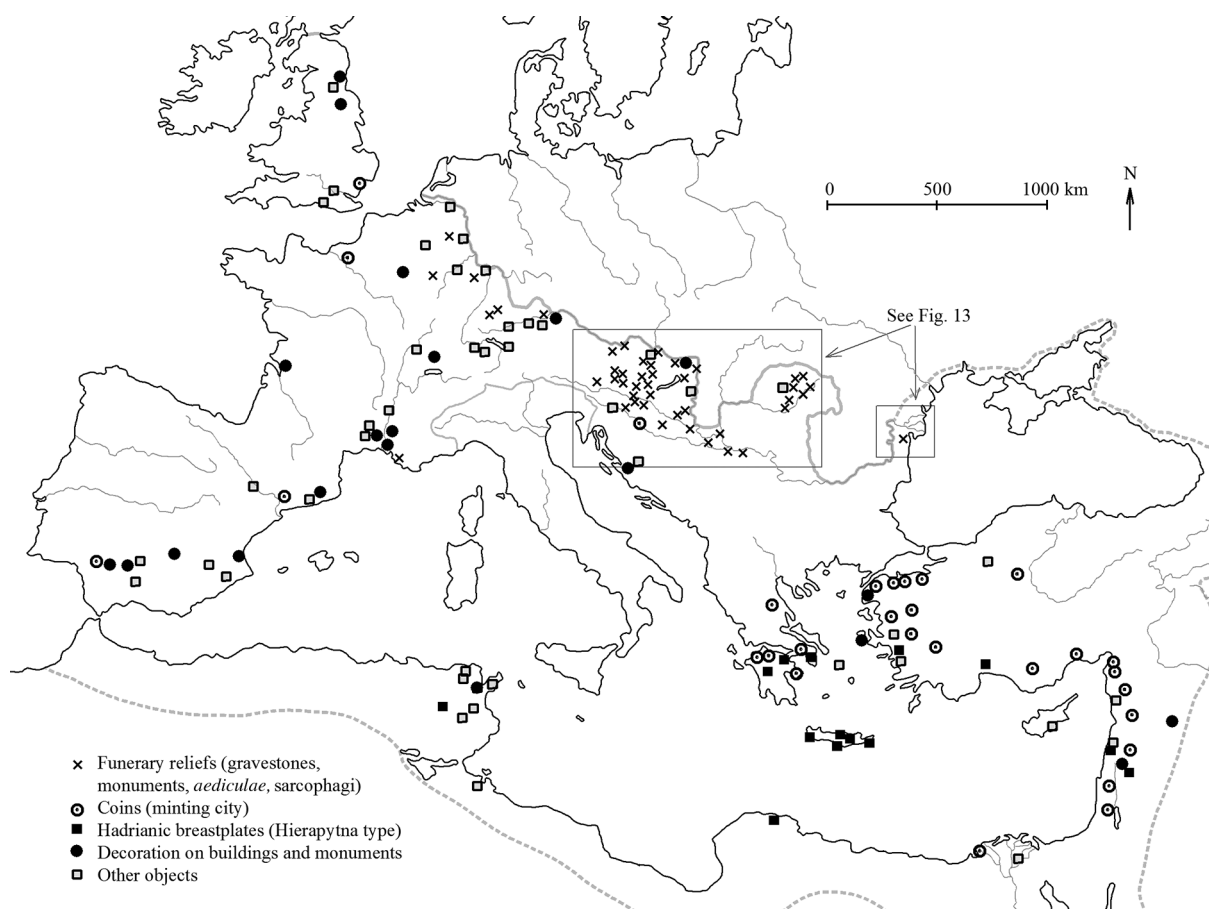 N
0 500 1000 km
See Fig. 13
Funerary reliefs (gravestones,
monuments, aediculae, sarcophagi)
Coins (minting city)
Hadrianic breastplates (Hierapytna type)
Decoration on buildings and monuments
Other objects